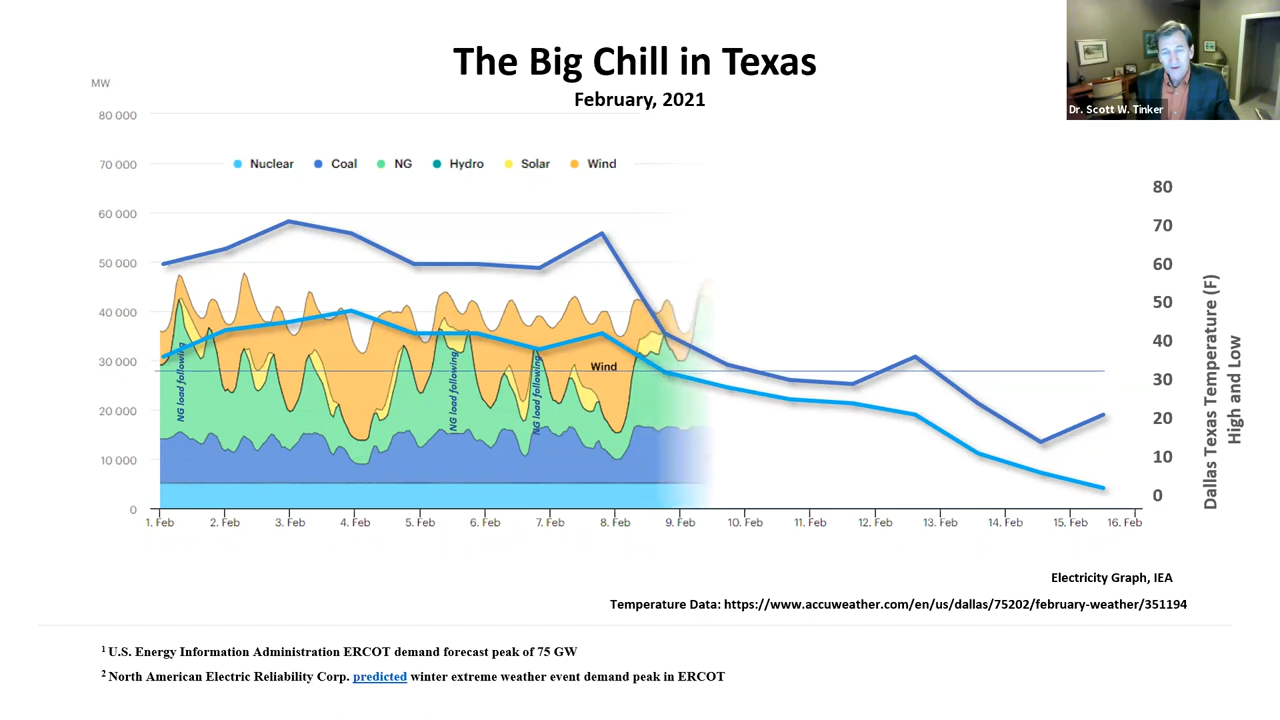 The Big Chill in Texas
February, 2021
Dr. Scott W. Tinker
MW
80 000
70 000
60 000
50 000
40 000
30 000
20 000
10 000
0
Nuclear Coal NG Hydro Solar Wind
NG load following
NG load following
NG load following
Wind
80
70
60
50
40
30
20
10
0
Dallas Texas Temperature (F)
High and Low
1. Feb 2. Feb 3. Feb 4. Feb 5. Feb 6. Feb 7. Feb 8. Feb 9. Feb 10. Feb 11. Feb 12. Feb 13. Feb 14. Feb 15. Feb 16. Feb
Electricity Graph, IEA
Temperature Data: https://www.accuweather.com/en/us/dallas/75202/february-weather/351194
1 U.S. Energy Information Administration ERCOT demand forecast peak of 75 GW
2 North American Electric Reliability Corp. predicted winter extreme weather event demand peak in ERCOT